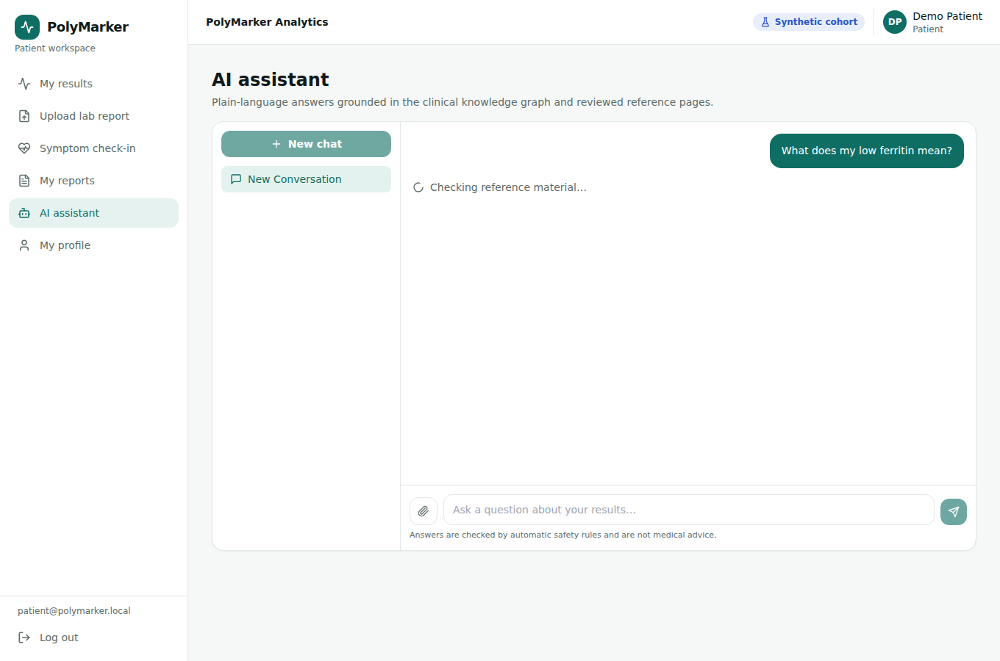 PolyMarker
Patient workspace
My results
Upload lab report
Symptom check-in
My reports
AI assistant
My profile
patient@polymarker.local
Log out
PolyMarker Analytics
Synthetic cohort
DP
Demo Patient
Patient
AI assistant
Plain-language answers grounded in the clinical knowledge graph and reviewed reference pages.
New chat
New Conversation
What does my low ferritin mean?
Checking reference material…
Ask a question about your results…
Answers are checked by automatic safety rules and are not medical advice.